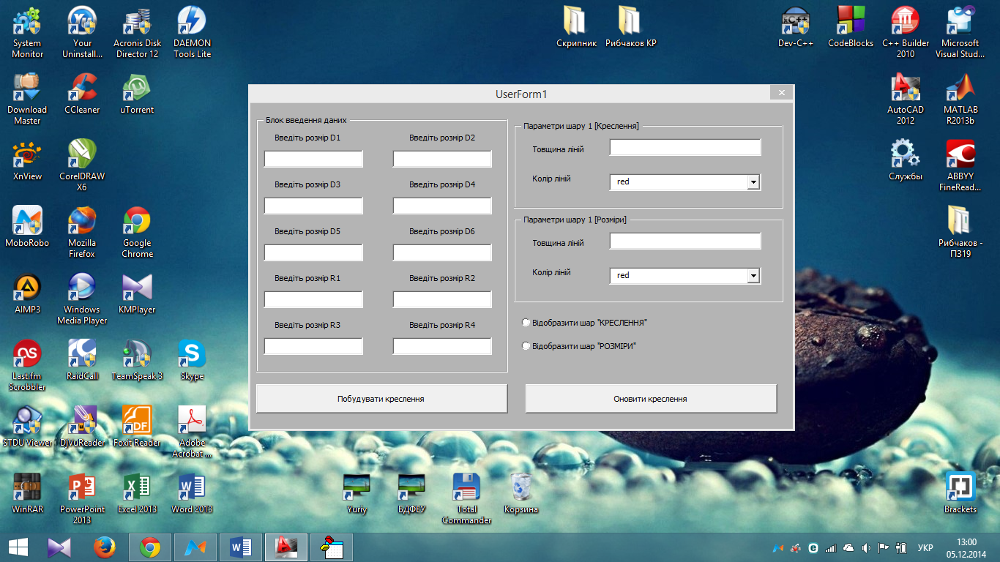 System Monitor
Your Uninstall...
Acronis Disk Director 12
DAEMON Tools Lite
Скрипник
Рибчаков КР
Dev-C++
CodeBlocks
C++ Builder 2010
Microsoft Visual Stud...
Download Master
CCleaner
uTorrent
AutoCAD 2012
MATLAB R2013b
XnView
CorelDRAW X6
Службы
ABBYY FineRead...
MoboRobo
Mozilla Firefox
Google Chrome
Рибчаков - ПЗ19
AIMP3
Windows Media Player
KMPlayer
Last.fm Scrobbler
RaidCall
TeamSpeak 3
Skype
STDU Viewer
DjVuReader
Foxit Reader
Adobe Acrobat ...
WinRAR
PowerPoint 2013
Excel 2013
Word 2013
Yuriy
БДФЕУ
Total Commander
Корзина
Brackets
UserForm1
Блок введення даних
Введіть розмір D1
Введіть розмір D2
Введіть розмір D3
Введіть розмір D4
Введіть розмір D5
Введіть розмір D6
Введіть розмір R1
Введіть розмір R2
Введіть розмір R3
Введіть розмір R4
Параметри шару 1 [Креслення]
Товщина ліній
Колір ліній
red
Параметри шару 1 [Розміри]
Товщина ліній
Колір ліній
red
Відобразити шар "КРЕСЛЕННЯ"
Відобразити шар "РОЗМІРИ"
Побудувати креслення
Оновити креслення
УКР
13:00
05.12.2014